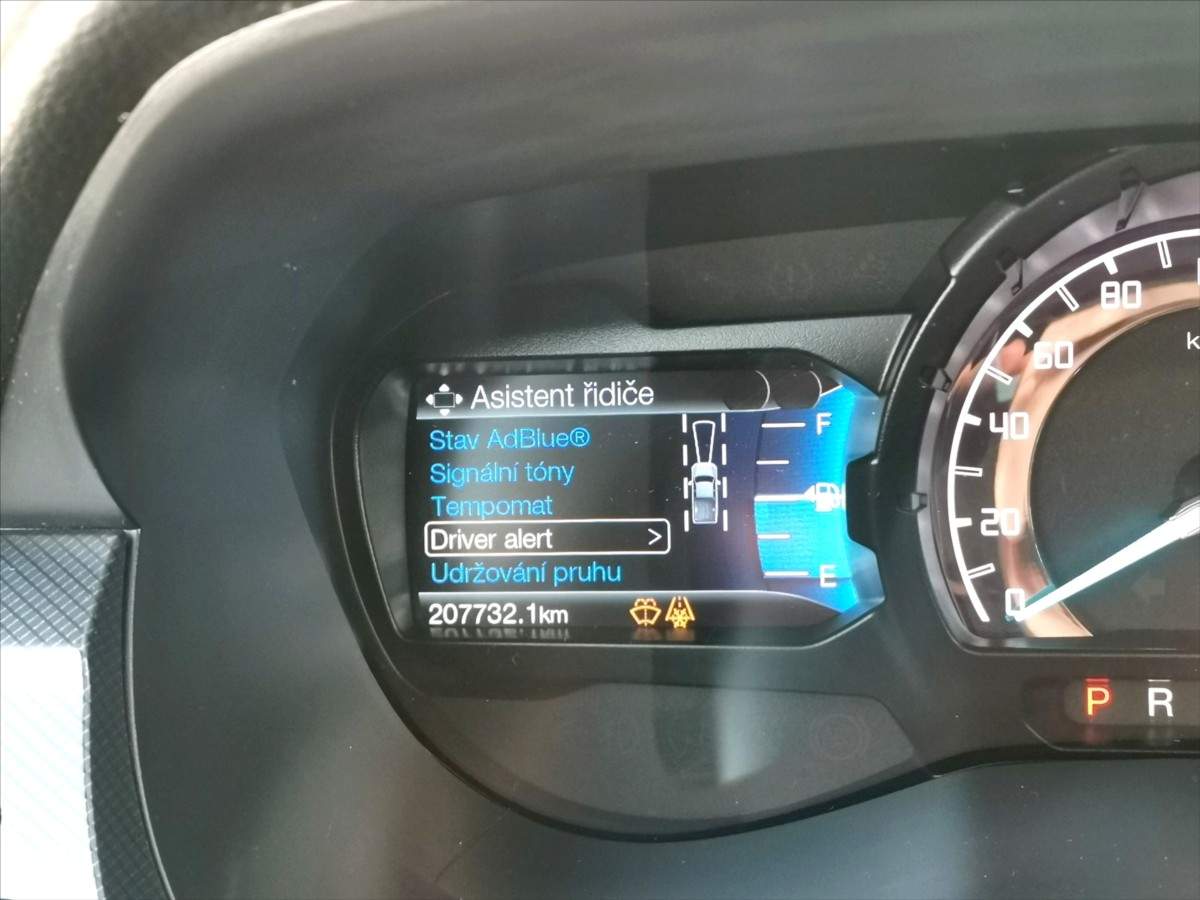 Asistent řidiče
Stav AdBlue®
Signální tóny
Tempomat
Driver alert >
Udržování pruhu
207732.1km
F
E
80
60
40
20
0
P R